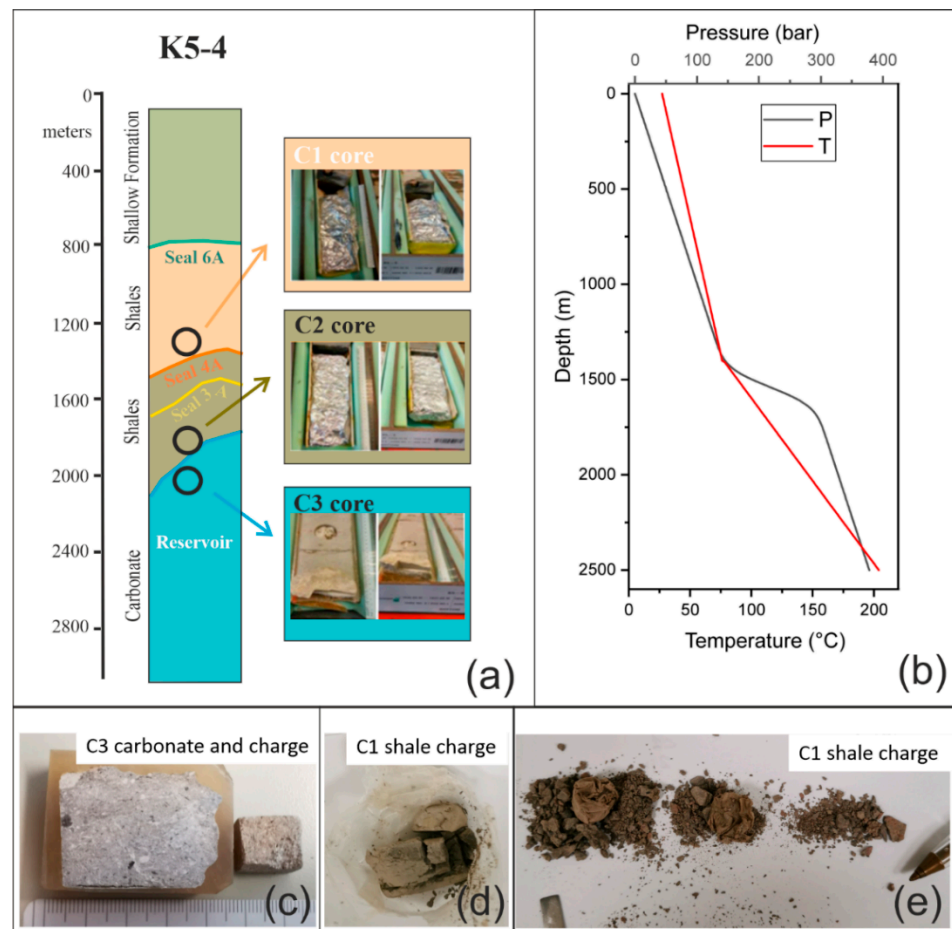 K5-4
0
meters
400
800
1200
1600
2000
2400
2800
Shallow Formation
Shales
Shales
Carbonate
Seal 6A
Seal 4A
Seal 3A
Reservoir
C1 core
C2 core
C3 core
(a)
Pressure (bar)
0 100 200 300 400
P
T
Depth (m)
0
500
1000
1500
2000
2500
0 50 100 150 200
Temperature (°C)
(b)
C3 carbonate and charge
(c)
C1 shale charge
(d)
C1 shale charge
(e)